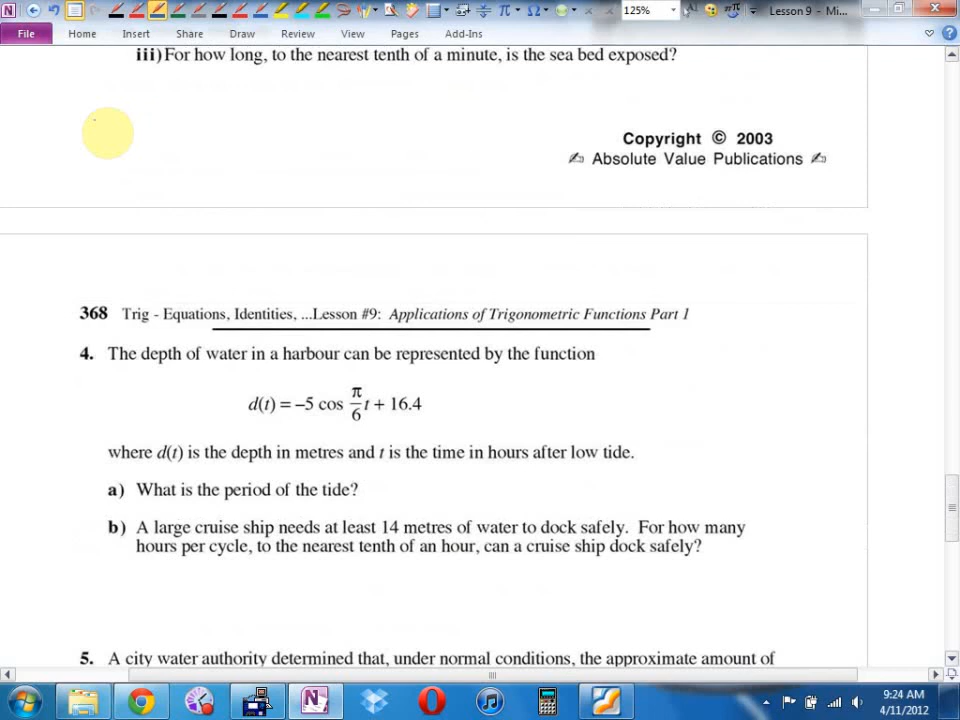 125%
Lesson 9 - Mi...
File Home Insert Share Draw Review View Pages Add-Ins
iii) For how long, to the nearest tenth of a minute, is the sea bed exposed?
Copyright © 2003
✍ Absolute Value Publications ✍
368 Trig - Equations, Identities, ...Lesson #9: Applications of Trigonometric Functions Part 1
4. The depth of water in a harbour can be represented by the function
d(t) = –5 cos π/6 t + 16.4
where d(t) is the depth in metres and t is the time in hours after low tide.
a) What is the period of the tide?
b) A large cruise ship needs at least 14 metres of water to dock safely. For how many
hours per cycle, to the nearest tenth of an hour, can a cruise ship dock safely?
5. A city water authority determined that, under normal conditions, the approximate amount of
9:24 AM
4/11/2012